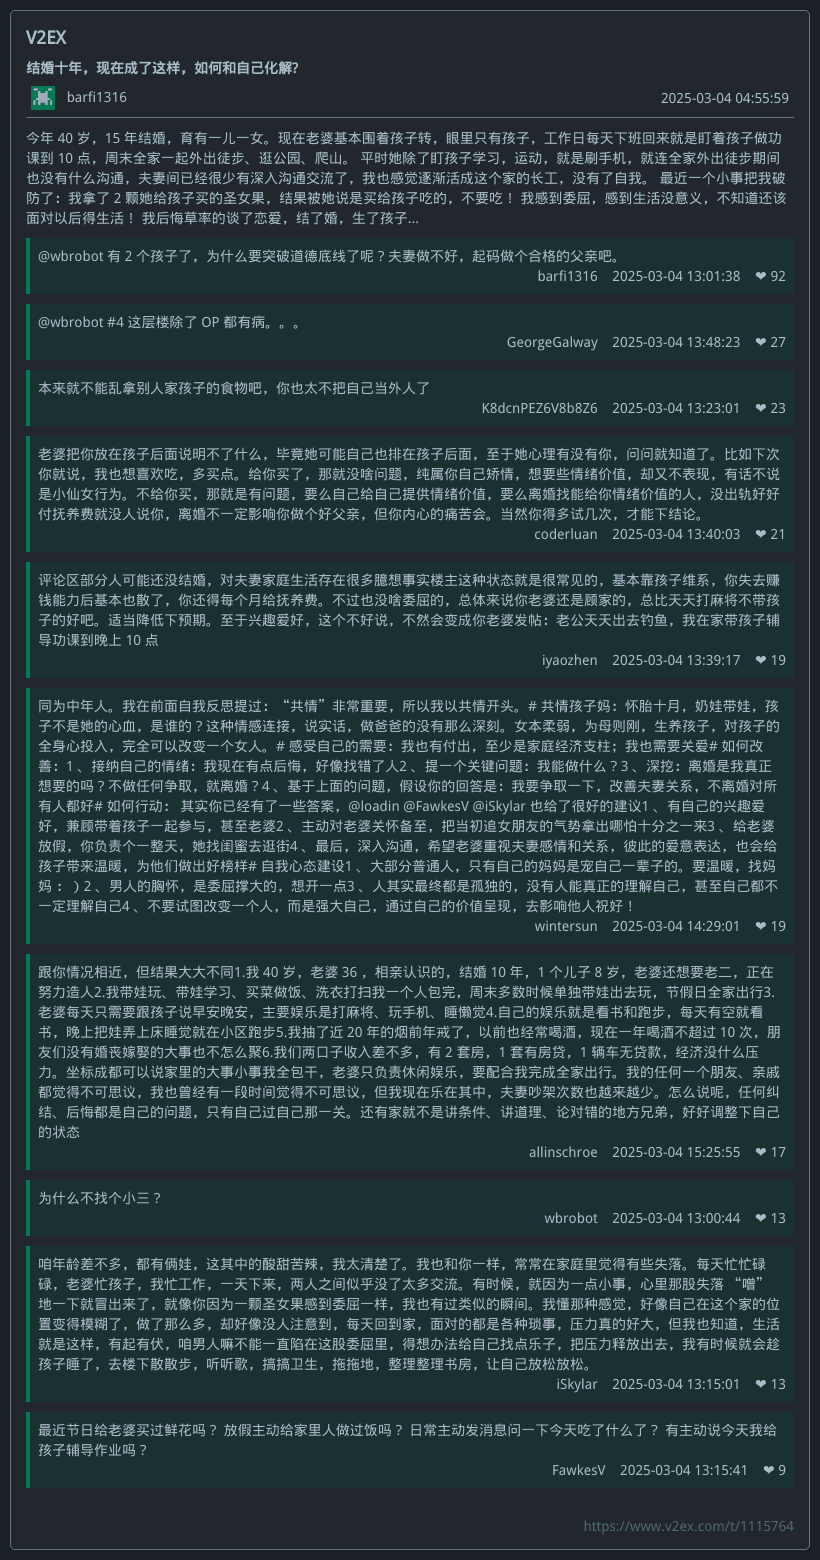 V2EX
结婚十年，现在成了这样，如何和自己化解?
barfi1316
2025-03-04 04:55:59
今年 40 岁，15 年结婚，育有一儿一女。现在老婆基本围着孩子转，眼里只有孩子，工作日每天下班回来就是盯着孩子做功
课到 10 点，周末全家一起外出徒步、逛公园、爬山。 平时她除了盯孩子学习，运动，就是刷手机，就连全家外出徒步期间
也没有什么沟通，夫妻间已经很少有深入沟通交流了，我也感觉逐渐活成这个家的长工，没有了自我。 最近一个小事把我破
防了：我拿了 2 颗她给孩子买的圣女果，结果被她说是买给孩子吃的，不要吃！ 我感到委屈，感到生活没意义，不知道还该
面对以后得生活！ 我后悔草率的谈了恋爱，结了婚，生了孩子...
@wbrobot 有 2 个孩子了，为什么要突破道德底线了呢？夫妻做不好，起码做个合格的父亲吧。
barfi1316 2025-03-04 13:01:38 ❤ 92
@wbrobot #4 这层楼除了 OP 都有病。。。
GeorgeGalway 2025-03-04 13:48:23 ❤ 27
本来就不能乱拿别人家孩子的食物吧，你也太不把自己当外人了
K8dcnPEZ6V8b8Z6 2025-03-04 13:23:01 ❤ 23
老婆把你放在孩子后面说明不了什么，毕竟她可能自己也排在孩子后面，至于她心理有没有你，问问就知道了。比如下次
你就说，我也想喜欢吃，多买点。给你买了，那就没啥问题，纯属你自己矫情，想要些情绪价值，却又不表现，有话不说
是小仙女行为。不给你买，那就是有问题，要么自己给自己提供情绪价值，要么离婚找能给你情绪价值的人，没出轨好好
付抚养费就没人说你，离婚不一定影响你做个好父亲，但你内心的痛苦会。当然你得多试几次，才能下结论。
coderluan 2025-03-04 13:40:03 ❤ 21
评论区部分人可能还没结婚，对夫妻家庭生活存在很多臆想事实楼主这种状态就是很常见的，基本靠孩子维系，你失去赚
钱能力后基本也散了，你还得每个月给抚养费。不过也没啥委屈的，总体来说你老婆还是顾家的，总比天天打麻将不带孩
子的好吧。适当降低下预期。至于兴趣爱好，这个不好说，不然会变成你老婆发帖：老公天天出去钓鱼，我在家带孩子辅
导功课到晚上 10 点
iyaozhen 2025-03-04 13:39:17 ❤ 19
同为中年人。我在前面自我反思提过：“共情”非常重要，所以我以共情开头。# 共情孩子妈：怀胎十月，奶娃带娃，孩
子不是她的心血，是谁的？这种情感连接，说实话，做爸爸的没有那么深刻。女本柔弱，为母则刚，生养孩子，对孩子的
全身心投入，完全可以改变一个女人。# 感受自己的需要：我也有付出，至少是家庭经济支柱；我也需要关爱# 如何改
善：1 、接纳自己的情绪：我现在有点后悔，好像找错了人2 、提一个关键问题：我能做什么？3 、深挖：离婚是我真正
想要的吗？不做任何争取，就离婚？4 、基于上面的问题，假设你的回答是：我要争取一下，改善夫妻关系，不离婚对所
有人都好# 如何行动： 其实你已经有了一些答案，@loadin @FawkesV @iSkylar 也给了很好的建议1 、有自己的兴趣爱
好，兼顾带着孩子一起参与，甚至老婆2 、主动对老婆关怀备至，把当初追女朋友的气势拿出哪怕十分之一来3 、给老婆
放假，你负责个一整天，她找闺蜜去逛街4 、最后，深入沟通，希望老婆重视夫妻感情和关系，彼此的爱意表达，也会给
孩子带来温暖，为他们做出好榜样# 自我心态建设1 、大部分普通人，只有自己的妈妈是宠自己一辈子的。要温暖，找妈
妈 ：）2 、男人的胸怀，是委屈撑大的，想开一点3 、人其实最终都是孤独的，没有人能真正的理解自己，甚至自己都不
一定理解自己4 、不要试图改变一个人，而是强大自己，通过自己的价值呈现，去影响他人祝好！
wintersun 2025-03-04 14:29:01 ❤ 19
跟你情况相近，但结果大大不同1.我 40 岁，老婆 36 ，相亲认识的，结婚 10 年，1 个儿子 8 岁，老婆还想要老二，正在
努力造人2.我带娃玩、带娃学习、买菜做饭、洗衣打扫我一个人包完，周末多数时候单独带娃出去玩，节假日全家出行3.
老婆每天只需要跟孩子说早安晚安，主要娱乐是打麻将、玩手机、睡懒觉4.自己的娱乐就是看书和跑步，每天有空就看
书，晚上把娃弄上床睡觉就在小区跑步5.我抽了近 20 年的烟前年戒了，以前也经常喝酒，现在一年喝酒不超过 10 次，朋
友们没有婚丧嫁娶的大事也不怎么聚6.我们两口子收入差不多，有 2 套房，1 套有房贷，1 辆车无贷款，经济没什么压
力。坐标成都可以说家里的大事小事我全包干，老婆只负责休闲娱乐，要配合我完成全家出行。我的任何一个朋友、亲戚
都觉得不可思议，我也曾经有一段时间觉得不可思议，但我现在乐在其中，夫妻吵架次数也越来越少。怎么说呢，任何纠
结、后悔都是自己的问题，只有自己过自己那一关。还有家就不是讲条件、讲道理、论对错的地方兄弟，好好调整下自己
的状态
allinschroe 2025-03-04 15:25:55 ❤ 17
为什么不找个小三？
wbrobot 2025-03-04 13:00:44 ❤ 13
咱年龄差不多，都有俩娃，这其中的酸甜苦辣，我太清楚了。我也和你一样，常常在家庭里觉得有些失落。每天忙忙碌
碌，老婆忙孩子，我忙工作，一天下来，两人之间似乎没了太多交流。有时候，就因为一点小事，心里那股失落 “噌”
地一下就冒出来了，就像你因为一颗圣女果感到委屈一样，我也有过类似的瞬间。我懂那种感觉，好像自己在这个家的位
置变得模糊了，做了那么多，却好像没人注意到，每天回到家，面对的都是各种琐事，压力真的好大，但我也知道，生活
就是这样，有起有伏，咱男人嘛不能一直陷在这股委屈里，得想办法给自己找点乐子，把压力释放出去，我有时候就会趁
孩子睡了，去楼下散散步，听听歌，搞搞卫生，拖拖地，整理整理书房，让自己放松放松。
iSkylar 2025-03-04 13:15:01 ❤ 13
最近节日给老婆买过鲜花吗？ 放假主动给家里人做过饭吗？ 日常主动发消息问一下今天吃了什么了？ 有主动说今天我给
孩子辅导作业吗？
FawkesV 2025-03-04 13:15:41 ❤ 9
https://www.v2ex.com/t/1115764